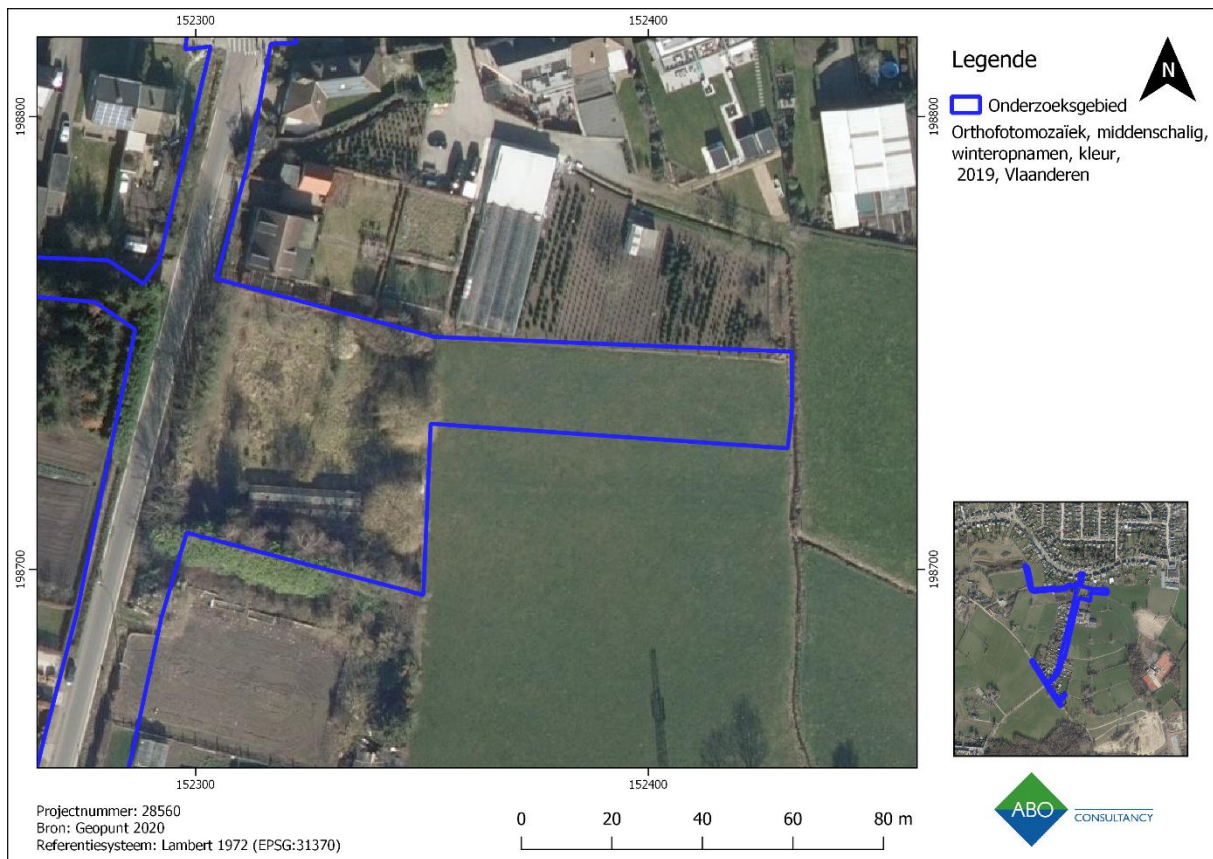 152300
152400
198800
198800
198700
198700
152300
152400
Legende
N
Onderzoeksgebied
Orthofotomozaïek, middenschalig,
winteropnamen, kleur,
2019, Vlaanderen
Projectnummer: 28560
Bron: Geopunt 2020
Referentiesysteem: Lambert 1972 (EPSG:31370)
0 20 40 60 80 m
ABO
CONSULTANCY